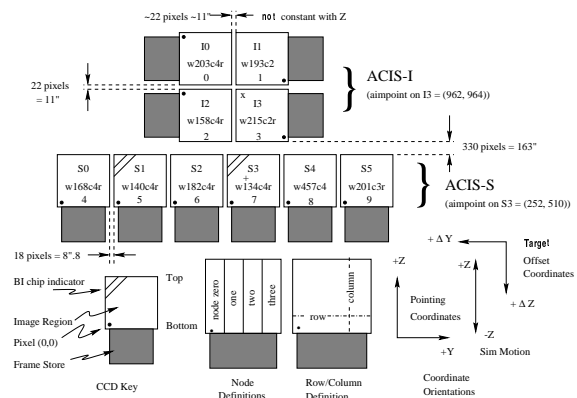 ~22 pixels ~11" not constant with Z
I0 I1
w203c4r w193c2
0 1
22 pixels
= 11"
I2 x I3
w158c4r w215c2r
2 3
ACIS-I
(aimpoint on I3 = (962, 964))
330 pixels = 163"
S0 S1 S2 S3 S4 S5
w168c4r w140c4r w182c4r +w134c4r w457c4 w201c3r
4 5 6 7 8 9
ACIS-S
(aimpoint on S3 = (252, 510))
18 pixels = 8".8
BI chip indicator
Image Region
Pixel (0,0)
Frame Store
Top
Bottom
CCD Key
node zero
one
two
three
Node
Definitions
row
column
Row/Column
Definition
+ Δ Y Target
Offset
Coordinates
+ Δ Z
+Z +Z
Pointing
Coordinates
-Z
+Y Sim Motion
Coordinate
Orientations